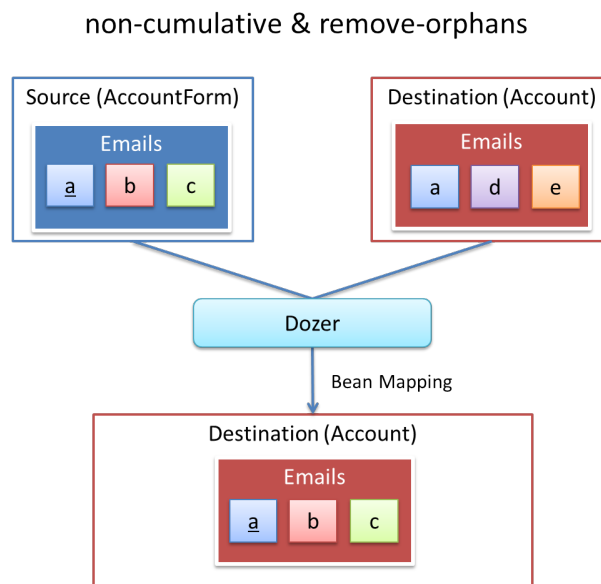 non-cumulative & remove-orphans
Source (AccountForm)
Emails
a b c
Destination (Account)
Emails
a d e
Dozer
Bean Mapping
Destination (Account)
Emails
a b c